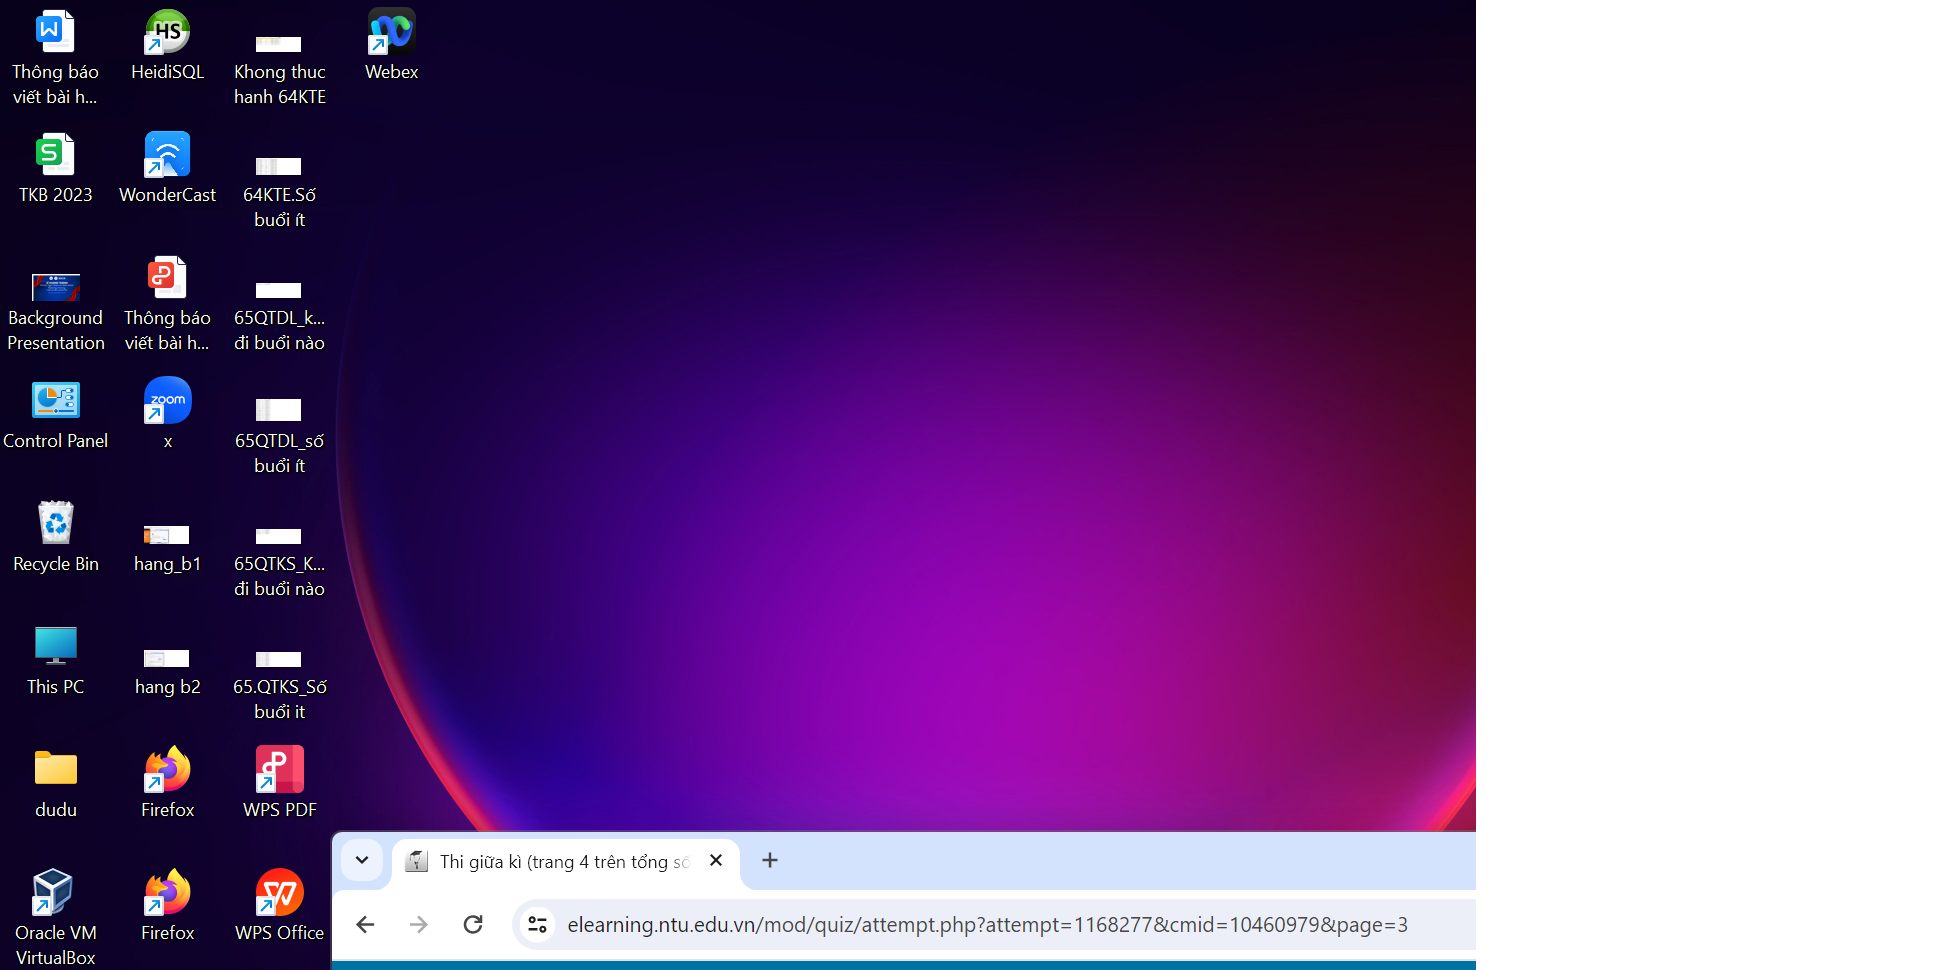 Thông báo
viết bài h...
HeidiSQL
Khong thuc
hanh 64KTE
Webex
TKB 2023
WonderCast
64KTE.Số
buổi ít
Background
Presentation
Thông báo
viết bài h...
65QTDL_k...
đi buổi nào
Control Panel
zoom
x
65QTDL_số
buổi ít
Recycle Bin
hang_b1
65QTKS_K...
đi buổi nào
This PC
hang b2
65.QTKS_Số
buổi it
dudu
Firefox
WPS PDF
Oracle VM
VirtualBox
Firefox
WPS Office
Thi giữa kì (trang 4 trên tổng số
elearning.ntu.edu.vn/mod/quiz/attempt.php?attempt=1168277&cmid=10460979&page=3